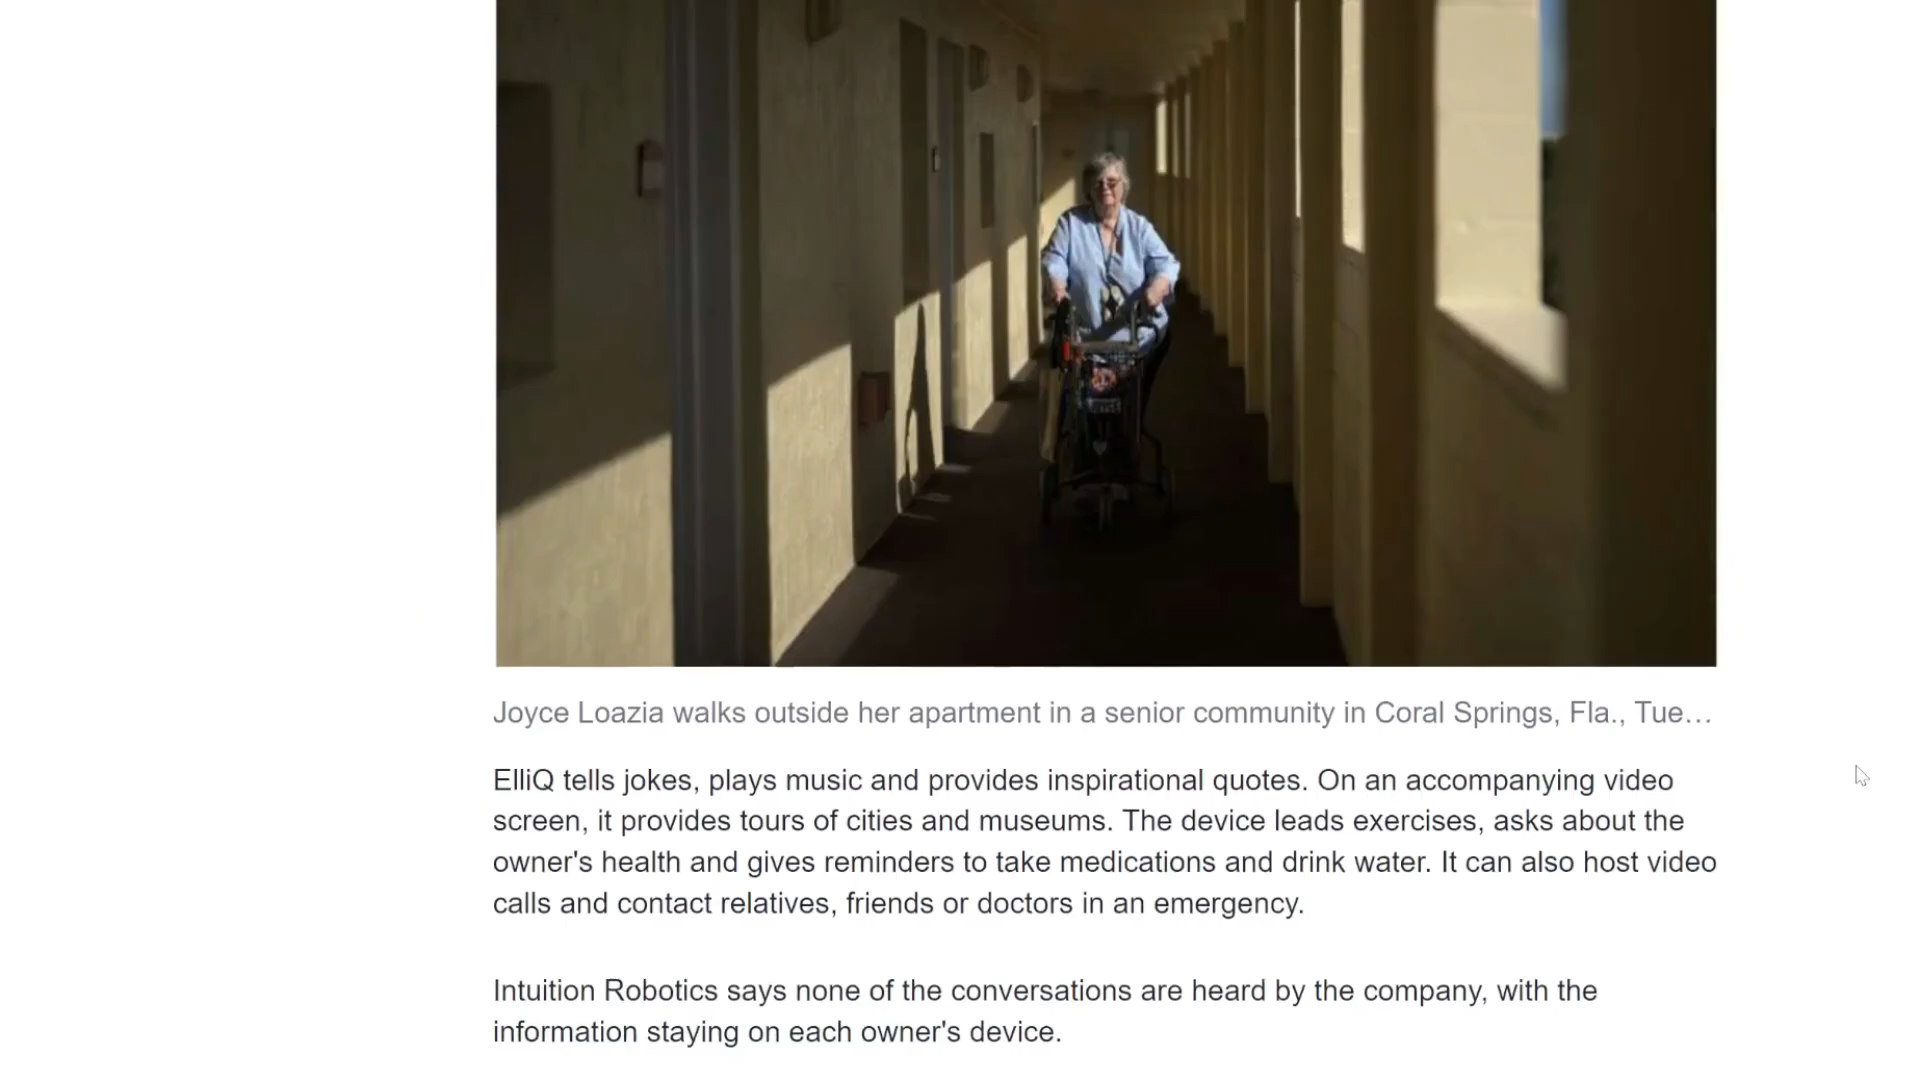 Joyce Loazia walks outside her apartment in a senior community in Coral Springs, Fla., Tue…
ElliQ tells jokes, plays music and provides inspirational quotes. On an accompanying video
screen, it provides tours of cities and museums. The device leads exercises, asks about the
owner's health and gives reminders to take medications and drink water. It can also host video
calls and contact relatives, friends or doctors in an emergency.
Intuition Robotics says none of the conversations are heard by the company, with the
information staying on each owner's device.